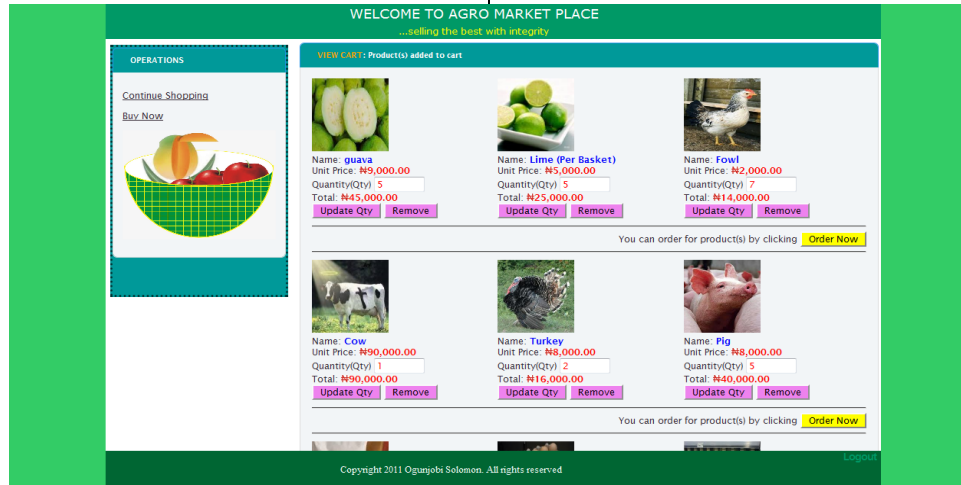 WELCOME TO AGRO MARKET PLACE
...selling the best with integrity
OPERATIONS
Continue Shopping
Buy Now
VIEW CART: Product(s) added to cart
Name: guava
Unit Price: ₦9,000.00
Quantity(Qty) 5
Total: ₦45,000.00
Update Qty Remove
Name: Lime (Per Basket)
Unit Price: ₦5,000.00
Quantity(Qty) 5
Total: ₦25,000.00
Update Qty Remove
Name: Fowl
Unit Price: ₦2,000.00
Quantity(Qty) 7
Total: ₦14,000.00
Update Qty Remove
You can order for product(s) by clicking Order Now
Name: Cow
Unit Price: ₦90,000.00
Quantity(Qty) 1
Total: ₦90,000.00
Update Qty Remove
Name: Turkey
Unit Price: ₦8,000.00
Quantity(Qty) 2
Total: ₦16,000.00
Update Qty Remove
Name: Pig
Unit Price: ₦8,000.00
Quantity(Qty) 5
Total: ₦40,000.00
Update Qty Remove
You can order for product(s) by clicking Order Now
Logout
Copyright 2011 Ogunjobi Solomon. All rights reserved